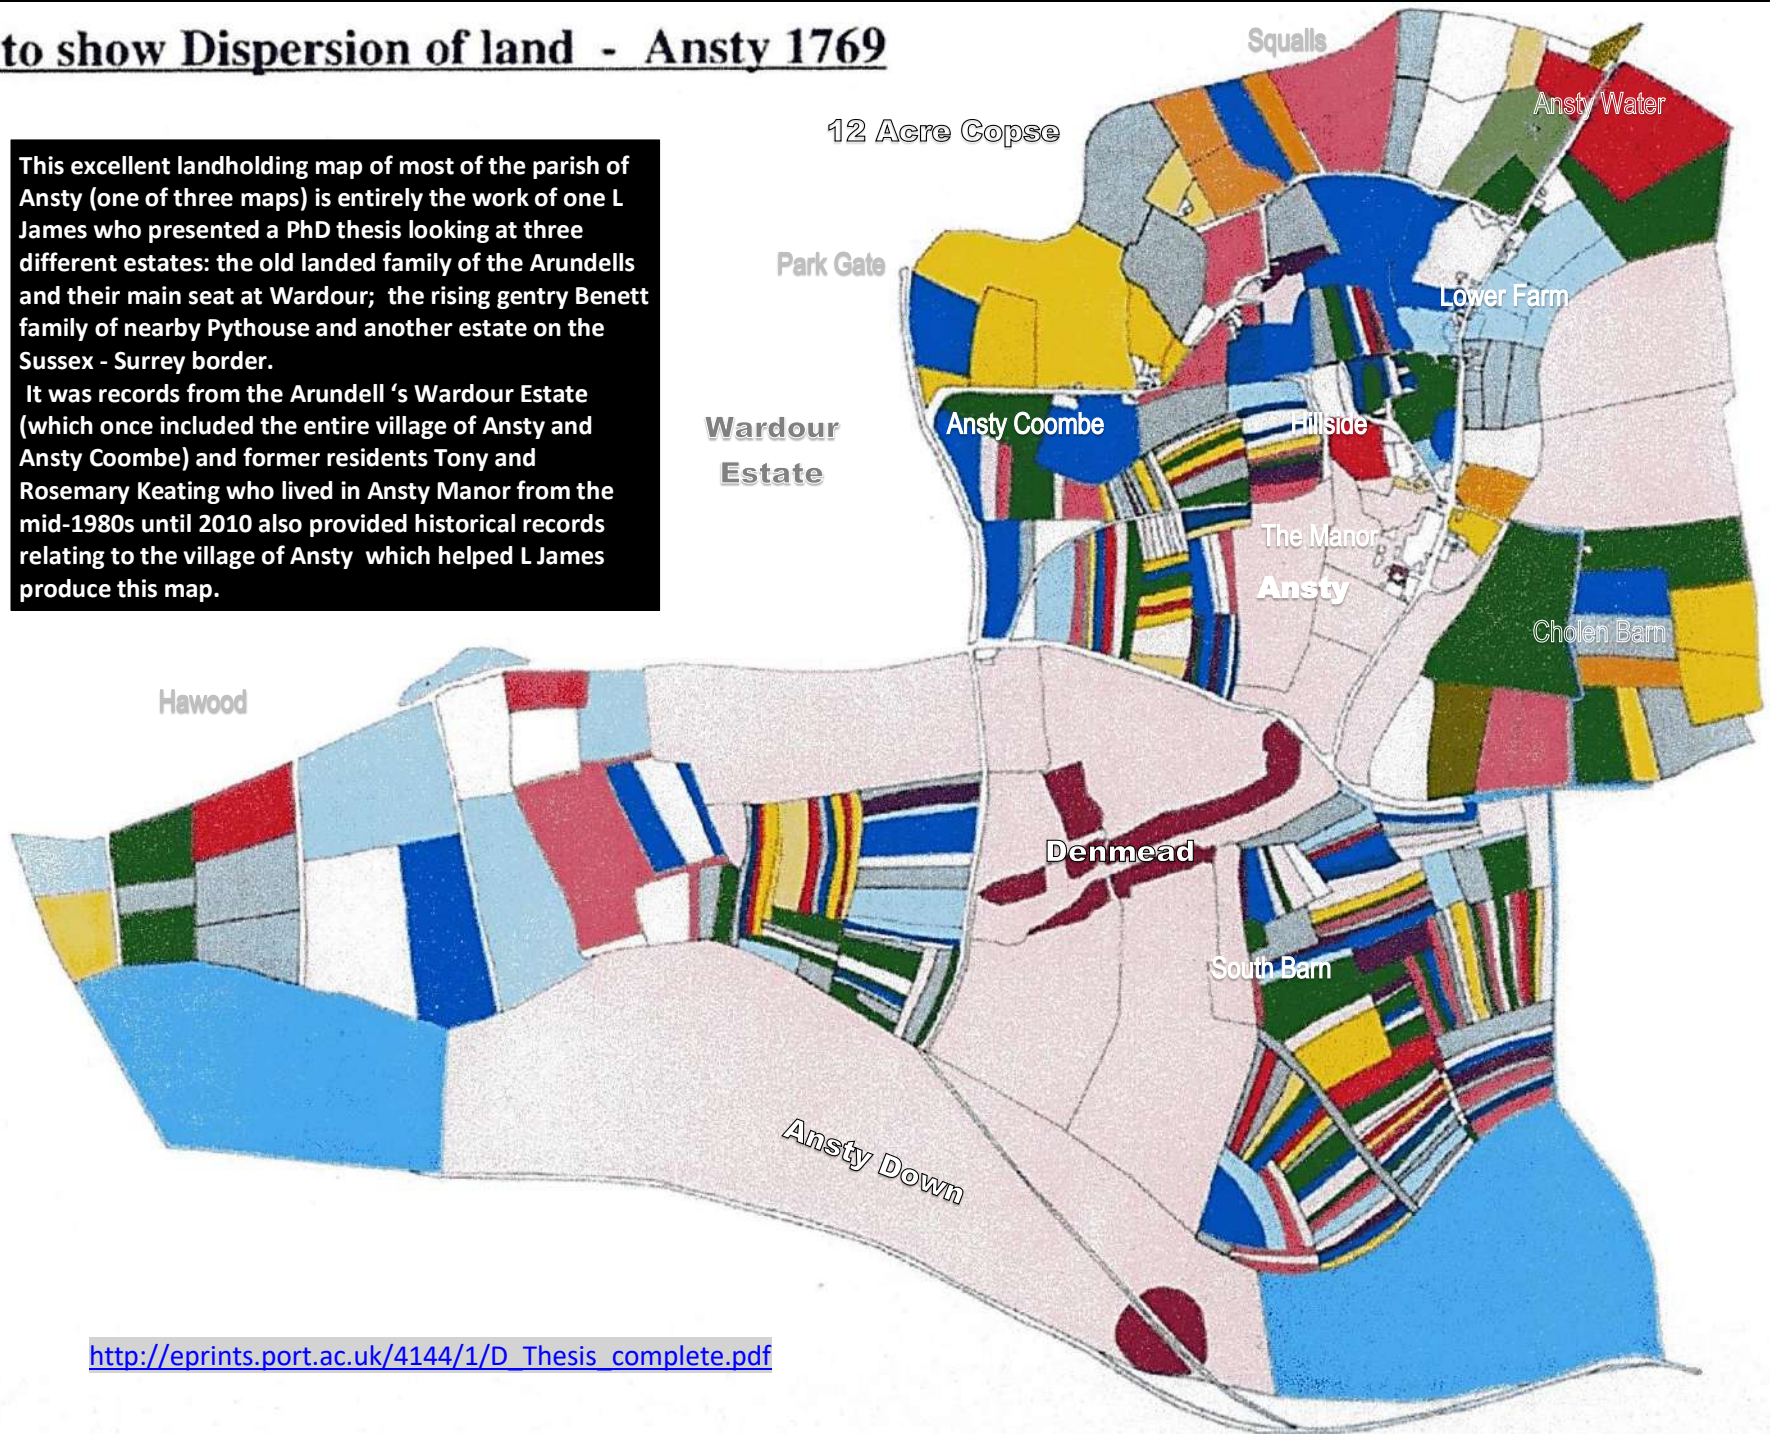 to show Dispersion of land - Ansty 1769
This excellent landholding map of most of the parish of
Ansty (one of three maps) is entirely the work of one L
James who presented a PhD thesis looking at three
different estates: the old landed family of the Arundells
and their main seat at Wardour; the rising gentry Benett
family of nearby Pythouse and another estate on the
Sussex - Surrey border.
It was records from the Arundell ‘s Wardour Estate
(which once included the entire village of Ansty and
Ansty Coombe) and former residents Tony and
Rosemary Keating who lived in Ansty Manor from the
mid-1980s until 2010 also provided historical records
relating to the village of Ansty which helped L James
produce this map.
Squalls
Ansty Water
12 Acre Copse
Park Gate
Lower Farm
Wardour
Estate
Ansty Coombe
Hillside
The Manor
Ansty
Cholen Barn
Hawood
Denmead
South Barn
Ansty Down
http://eprints.port.ac.uk/4144/1/D_Thesis_complete.pdf